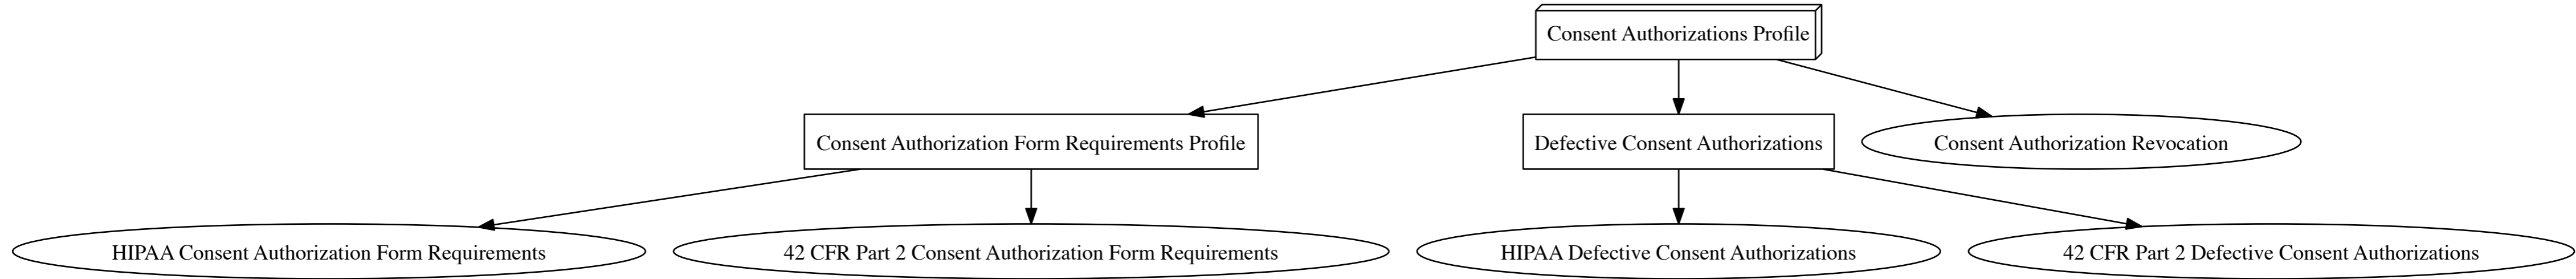 Consent Authorizations Profile
Consent Authorization Form Requirements Profile
Defective Consent Authorizations
Consent Authorization Revocation
HIPAA Consent Authorization Form Requirements
42 CFR Part 2 Consent Authorization Form Requirements
HIPAA Defective Consent Authorizations
42 CFR Part 2 Defective Consent Authorizations